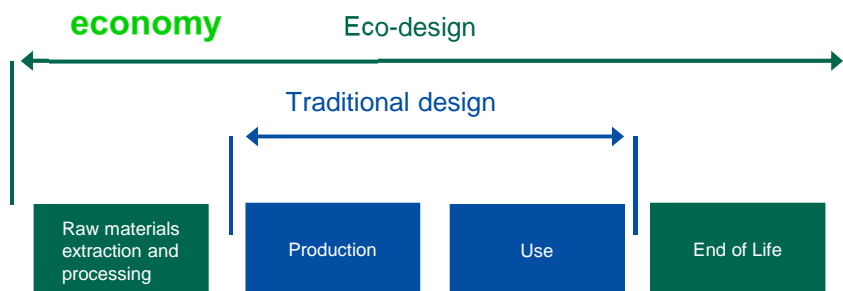 economy
Eco-design
Traditional design
Raw materials
extraction and
processing
Production
Use
End of Life